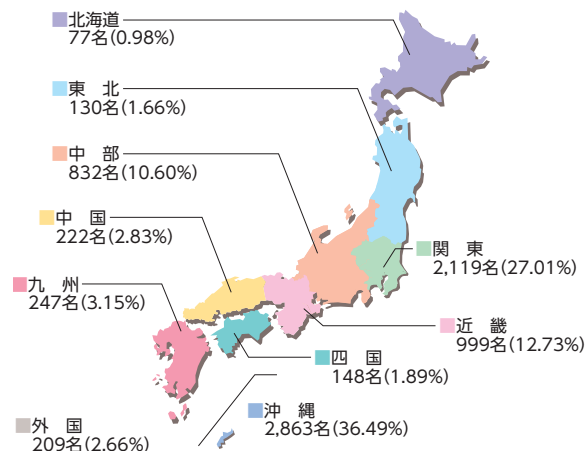 北海道
77名(0.98%)
東　北
130名(1.66%)
中　部
832名(10.60%)
中　国
222名(2.83%)
九　州
247名(3.15%)
関　東
2,119名(27.01%)
近　畿
999名(12.73%)
四　国
148名(1.89%)
沖　縄
2,863名(36.49%)
外　国
209名(2.66%)